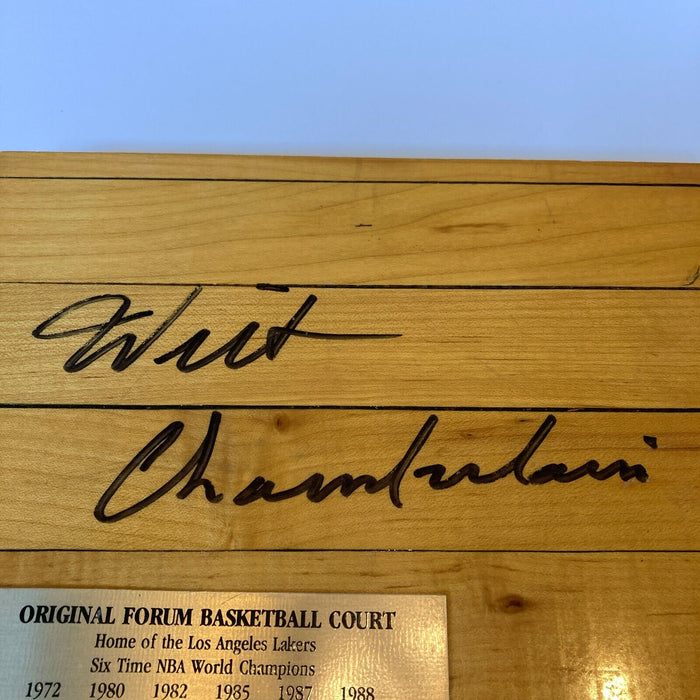 Wilt
Chamberlain
ORIGINAL FORUM BASKETBALL COURT
Home of the Los Angeles Lakers
Six Time NBA World Champions
1972 1980 1982 1985 1987 1988